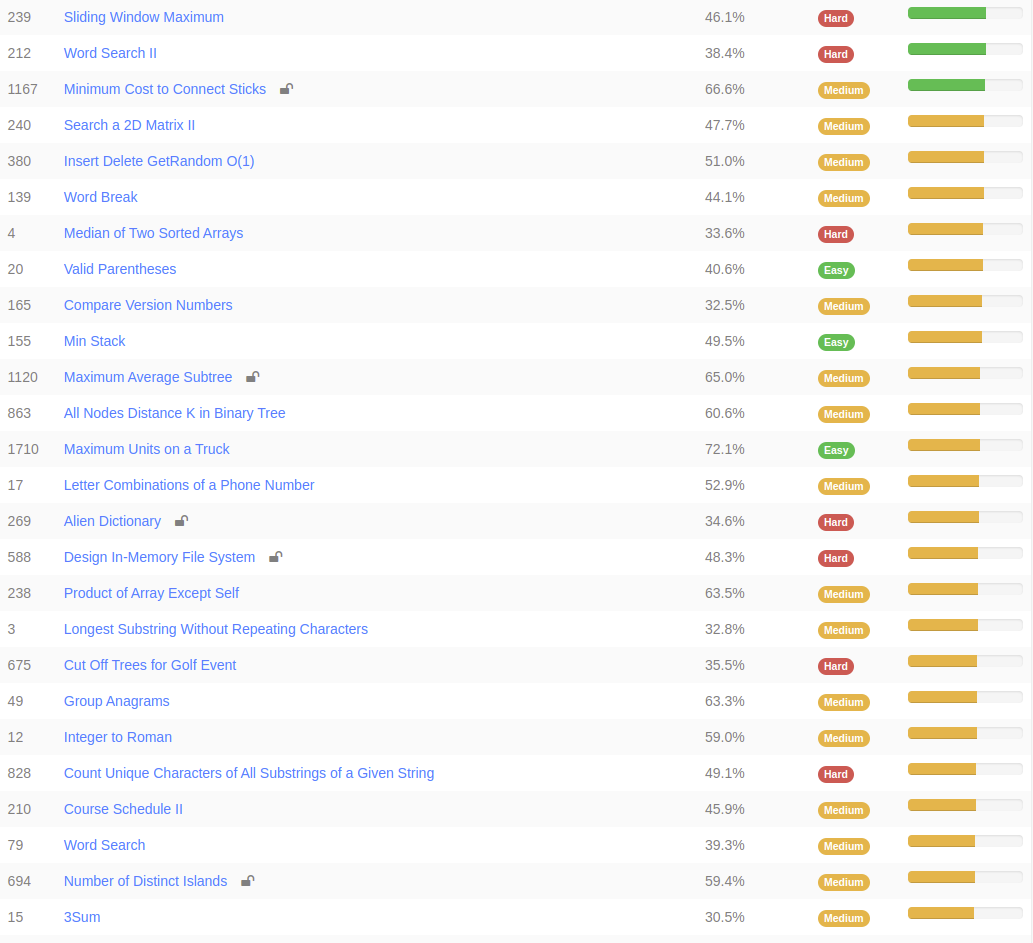 239 Sliding Window Maximum 46.1% Hard
212 Word Search II 38.4% Hard
1167 Minimum Cost to Connect Sticks 66.6% Medium
240 Search a 2D Matrix II 47.7% Medium
380 Insert Delete GetRandom O(1) 51.0% Medium
139 Word Break 44.1% Medium
4 Median of Two Sorted Arrays 33.6% Hard
20 Valid Parentheses 40.6% Easy
165 Compare Version Numbers 32.5% Medium
155 Min Stack 49.5% Easy
1120 Maximum Average Subtree 65.0% Medium
863 All Nodes Distance K in Binary Tree 60.6% Medium
1710 Maximum Units on a Truck 72.1% Easy
17 Letter Combinations of a Phone Number 52.9% Medium
269 Alien Dictionary 34.6% Hard
588 Design In-Memory File System 48.3% Hard
238 Product of Array Except Self 63.5% Medium
3 Longest Substring Without Repeating Characters 32.8% Medium
675 Cut Off Trees for Golf Event 35.5% Hard
49 Group Anagrams 63.3% Medium
12 Integer to Roman 59.0% Medium
828 Count Unique Characters of All Substrings of a Given String 49.1% Hard
210 Course Schedule II 45.9% Medium
79 Word Search 39.3% Medium
694 Number of Distinct Islands 59.4% Medium
15 3Sum 30.5% Medium